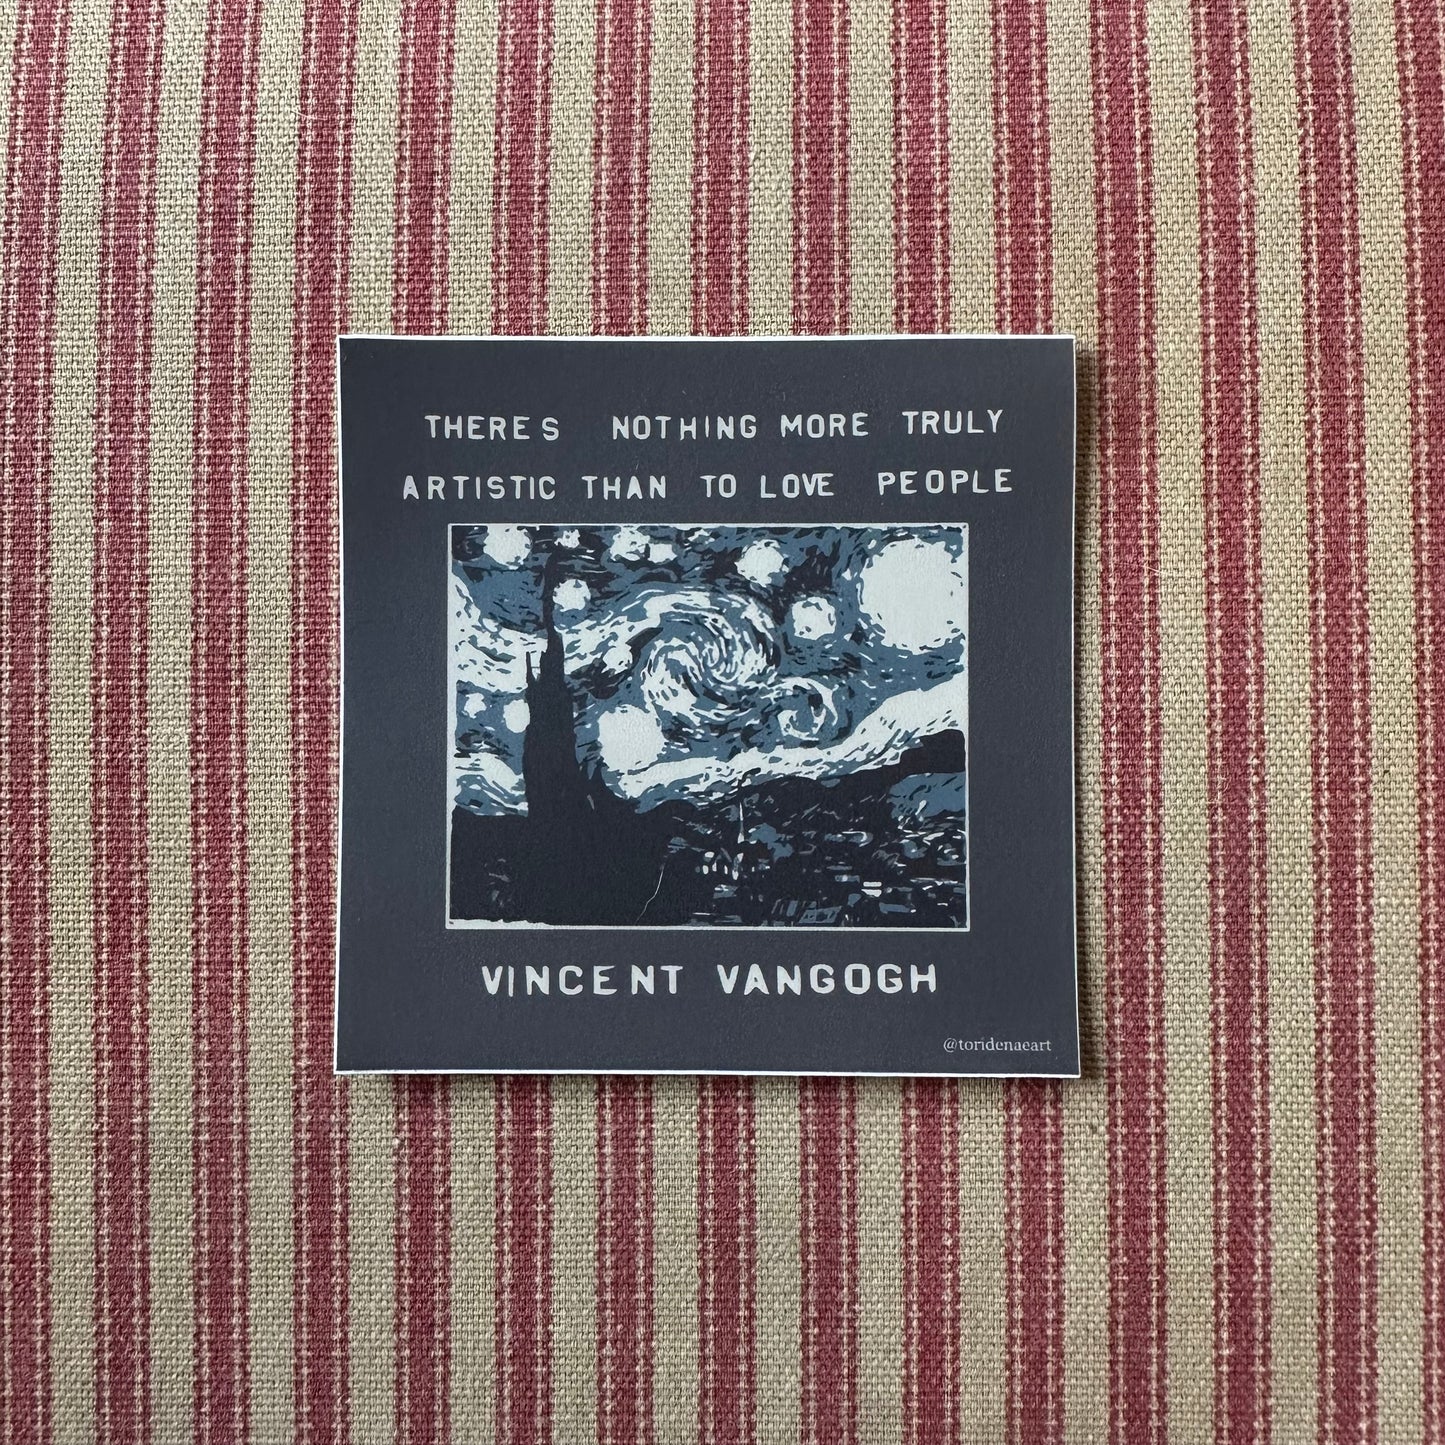 THERES NOTHING MORE TRULY
ARTISTIC THAN TO LOVE PEOPLE
VINCENT VANGOGH
@toridenaeart